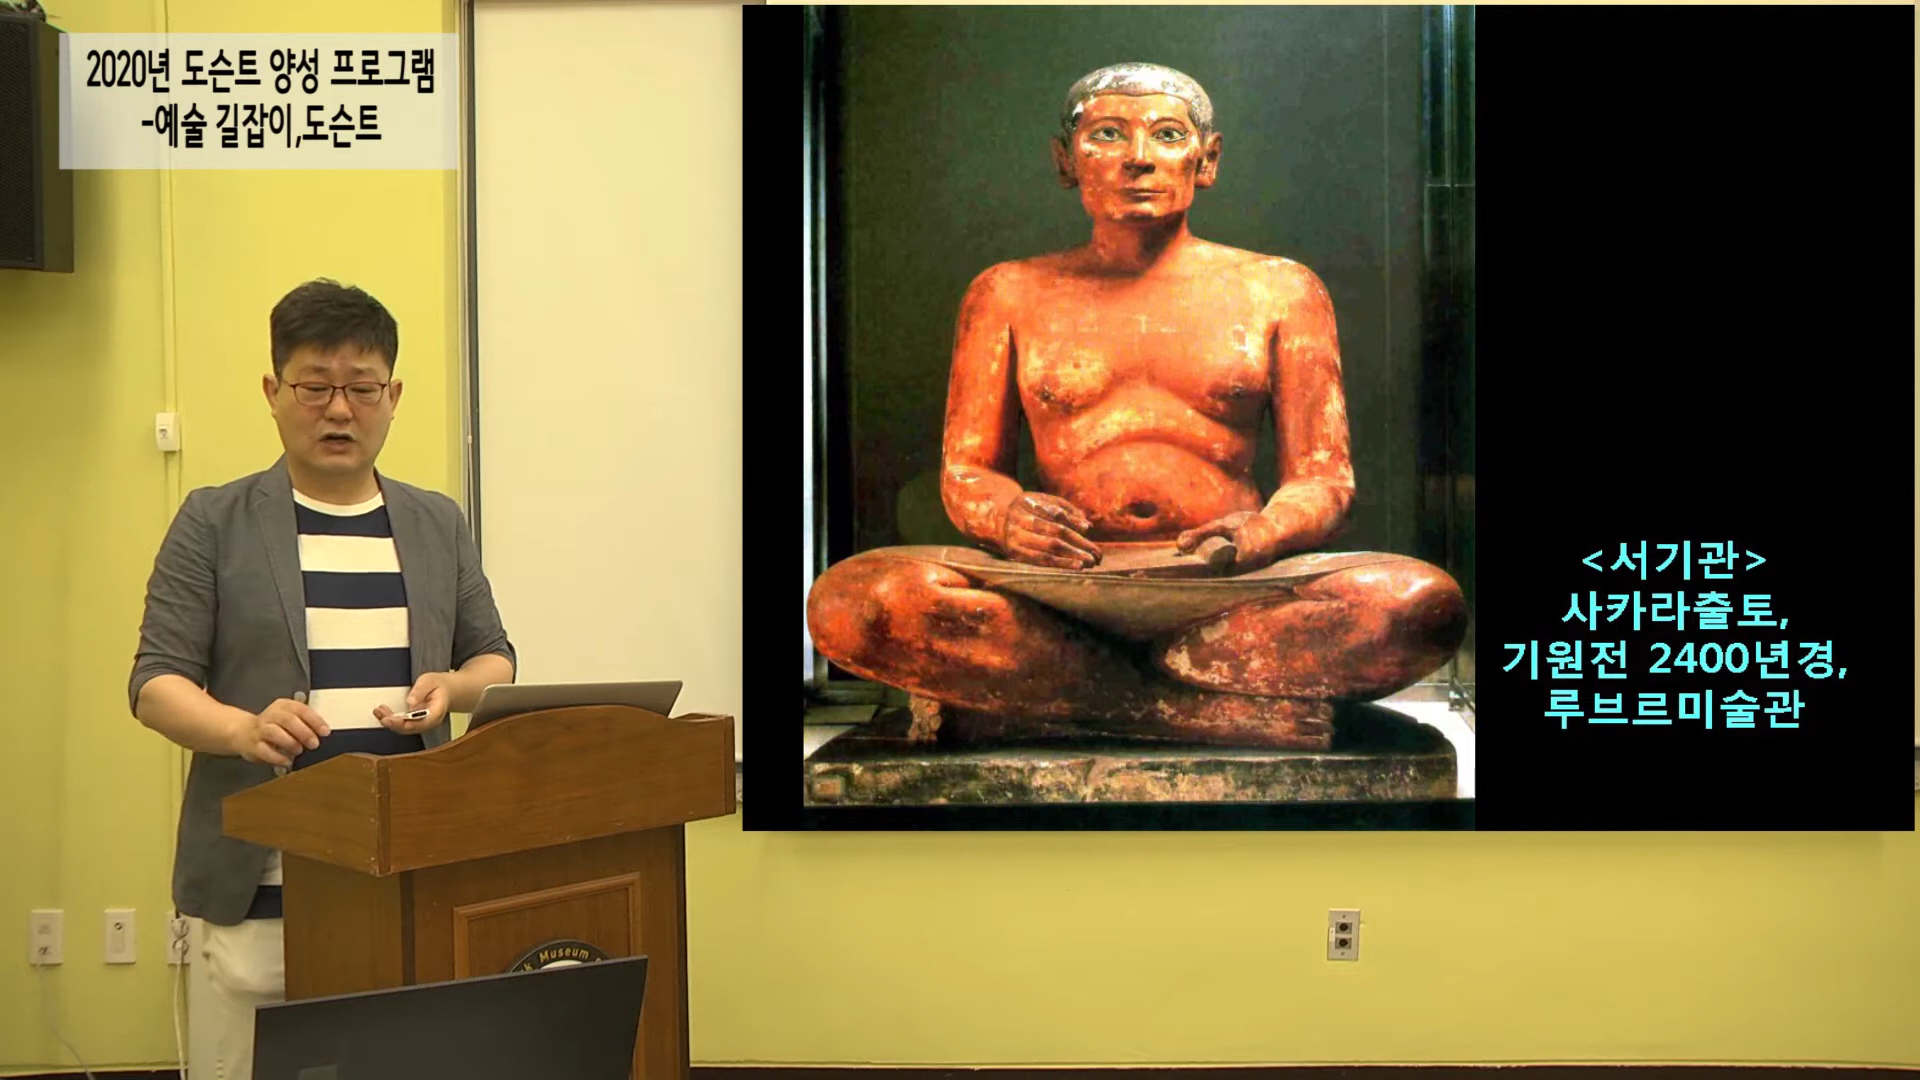 2020년 도슨트 양성 프로그램
-예술 길잡이,도슨트
<서기관>
사카라출토,
기원전 2400년경,
루브르미술관
Museum